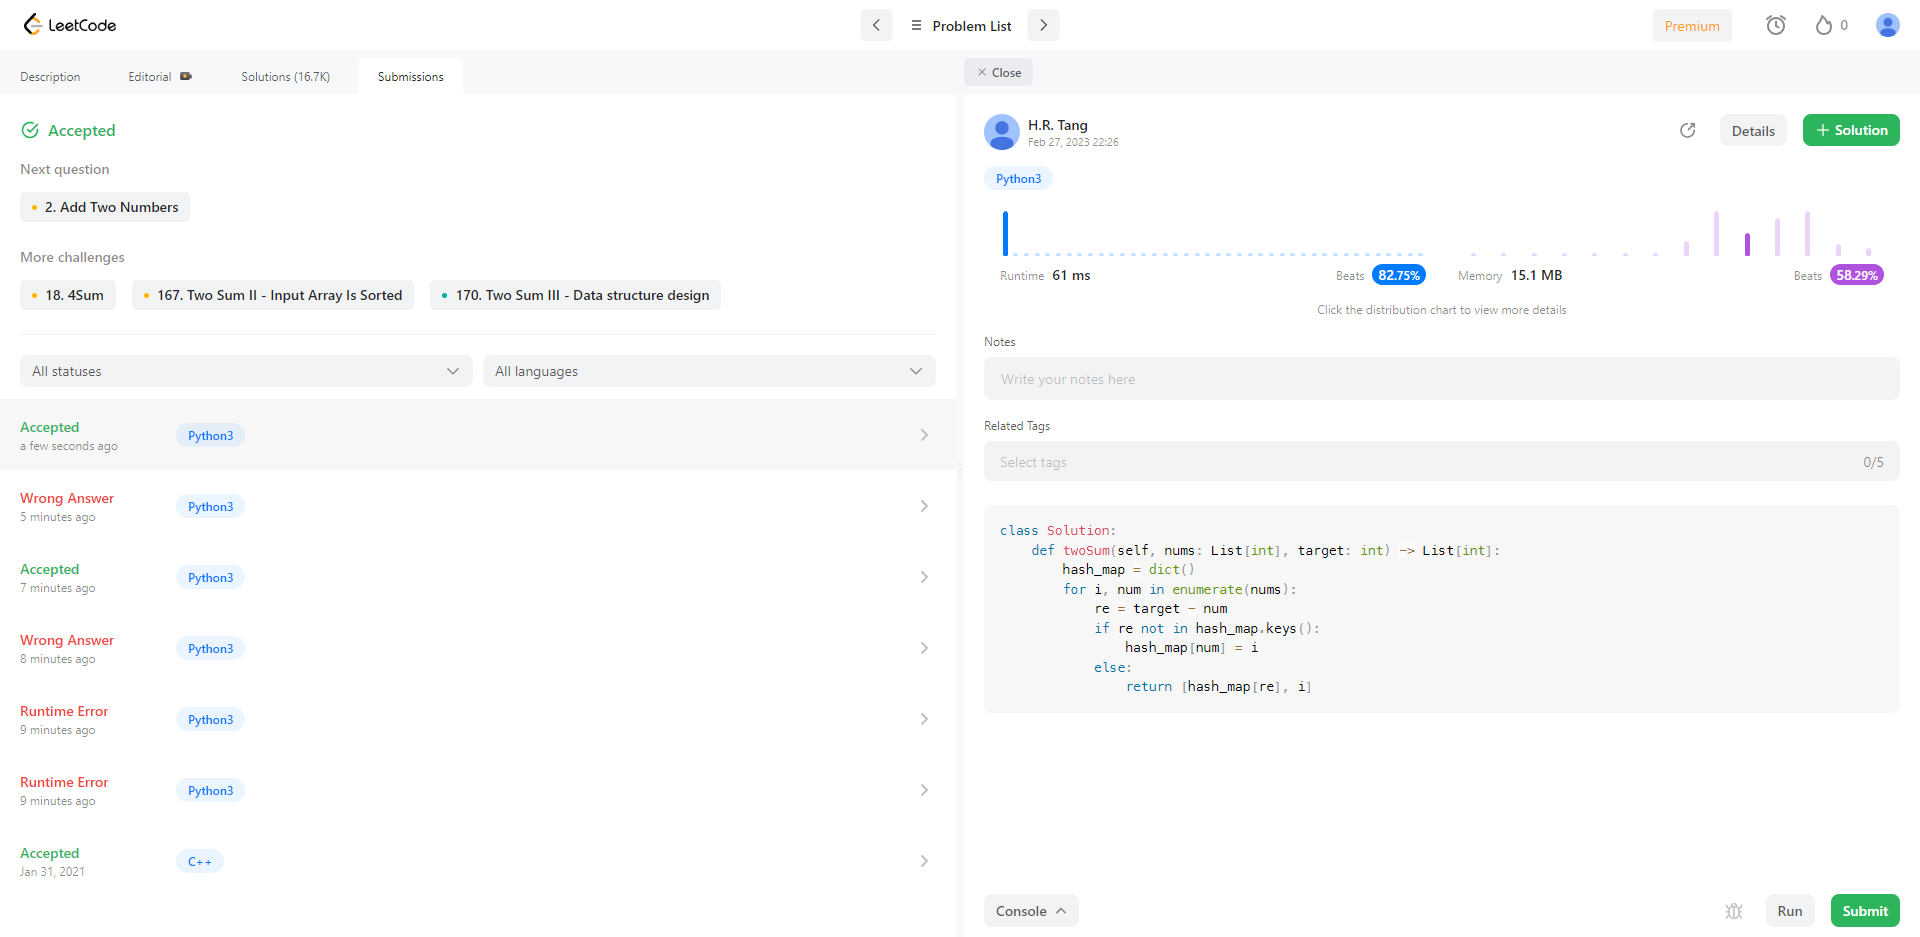 LeetCode
Problem List
Premium
0
Description
Editorial
Solutions (16.7K)
Submissions
Close
Accepted
Next question
2. Add Two Numbers
More challenges
18. 4Sum
167. Two Sum II - Input Array Is Sorted
170. Two Sum III - Data structure design
All statuses
All languages
Accepted
a few seconds ago
Python3
Wrong Answer
5 minutes ago
Python3
Accepted
7 minutes ago
Python3
Wrong Answer
8 minutes ago
Python3
Runtime Error
9 minutes ago
Python3
Runtime Error
9 minutes ago
Python3
Accepted
Jan 31, 2021
C++
H.R. Tang
Feb 27, 2023 22:26
Details
+ Solution
Python3
Runtime 61 ms
Beats 82.75%
Memory 15.1 MB
Beats 58.29%
Click the distribution chart to view more details
Notes
Write your notes here
Related Tags
Select tags
0/5
class Solution:
    def twoSum(self, nums: List[int], target: int) -> List[int]:
        hash_map = dict()
        for i, num in enumerate(nums):
            re = target - num
            if re not in hash_map.keys():
                hash_map[num] = i
            else:
                return [hash_map[re], i]
Console
Run
Submit